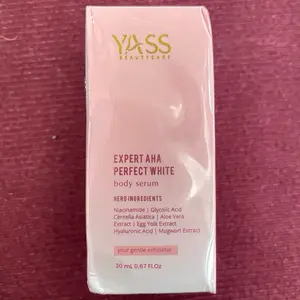 YASS
BEAUTYCARE
EXPERT AHA
PERFECT WHITE
body serum
HERO INGREDIENTS
Niacinamide | Glycolic Acid
Centella Asiatica | Aloe Vera
Extract | Egg Yolk Extract
Hyaluronic Acid | Mugwort Extract
your gentle exfoliator
20 mL 0.67 Fl.Oz